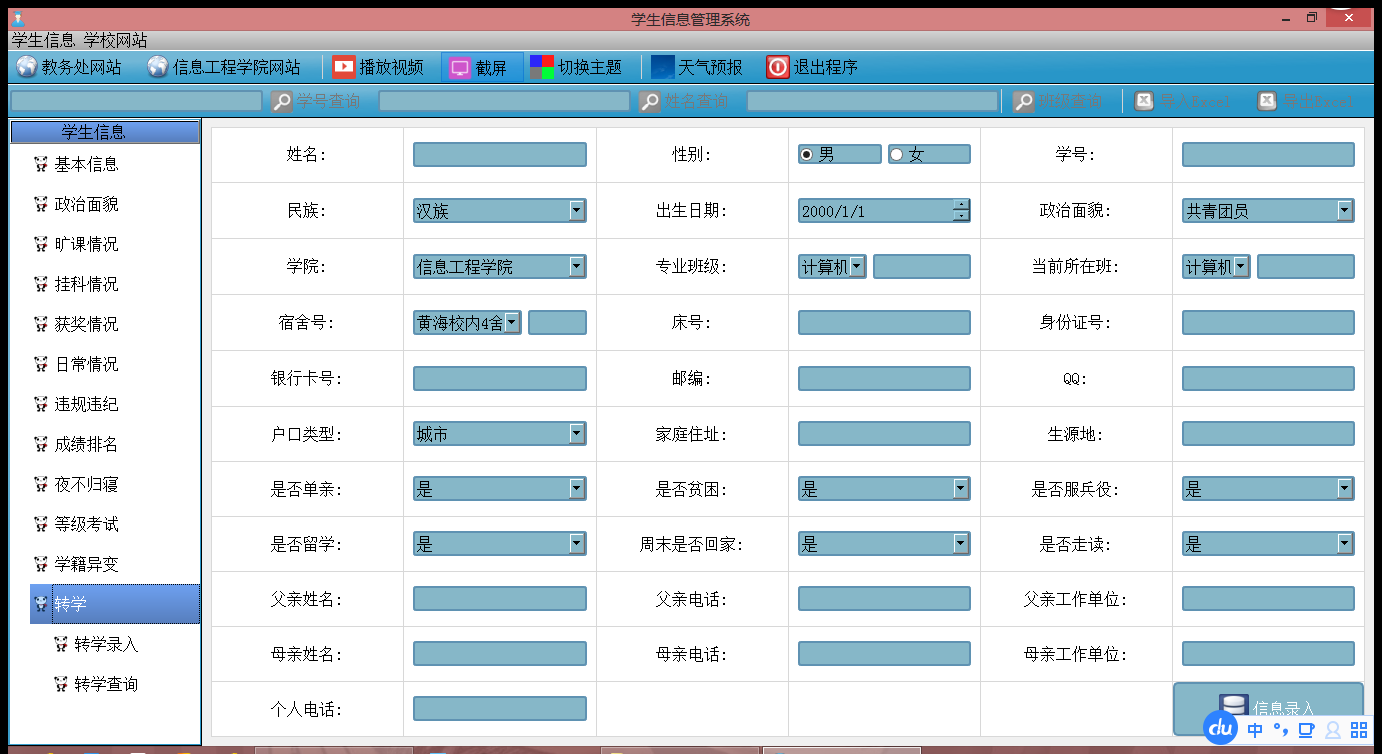 学生信息管理系统
学生信息 学校网站
教务处网站 信息工程学院网站 播放视频 截屏 切换主题 天气预报 退出程序
学号查询 姓名查询 班级查询 导入Excel 导出Excel
学生信息
基本信息
政治面貌
旷课情况
挂科情况
获奖情况
日常情况
违规违纪
成绩排名
夜不归寝
等级考试
学籍异变
转学
转学录入
转学查询
姓名: 性别: 男 女 学号:
民族: 汉族 出生日期: 2000/1/1 政治面貌: 共青团员
学院: 信息工程学院 专业班级: 计算机 当前所在班: 计算机
宿舍号: 黄海校内4舍 床号: 身份证号:
银行卡号: 邮编: QQ:
户口类型: 城市 家庭住址: 生源地:
是否单亲: 是 是否贫困: 是 是否服兵役: 是
是否留学: 是 周末是否回家: 是 是否走读: 是
父亲姓名: 父亲电话: 父亲工作单位:
母亲姓名: 母亲电话: 母亲工作单位:
个人电话: 信息录入
du 中